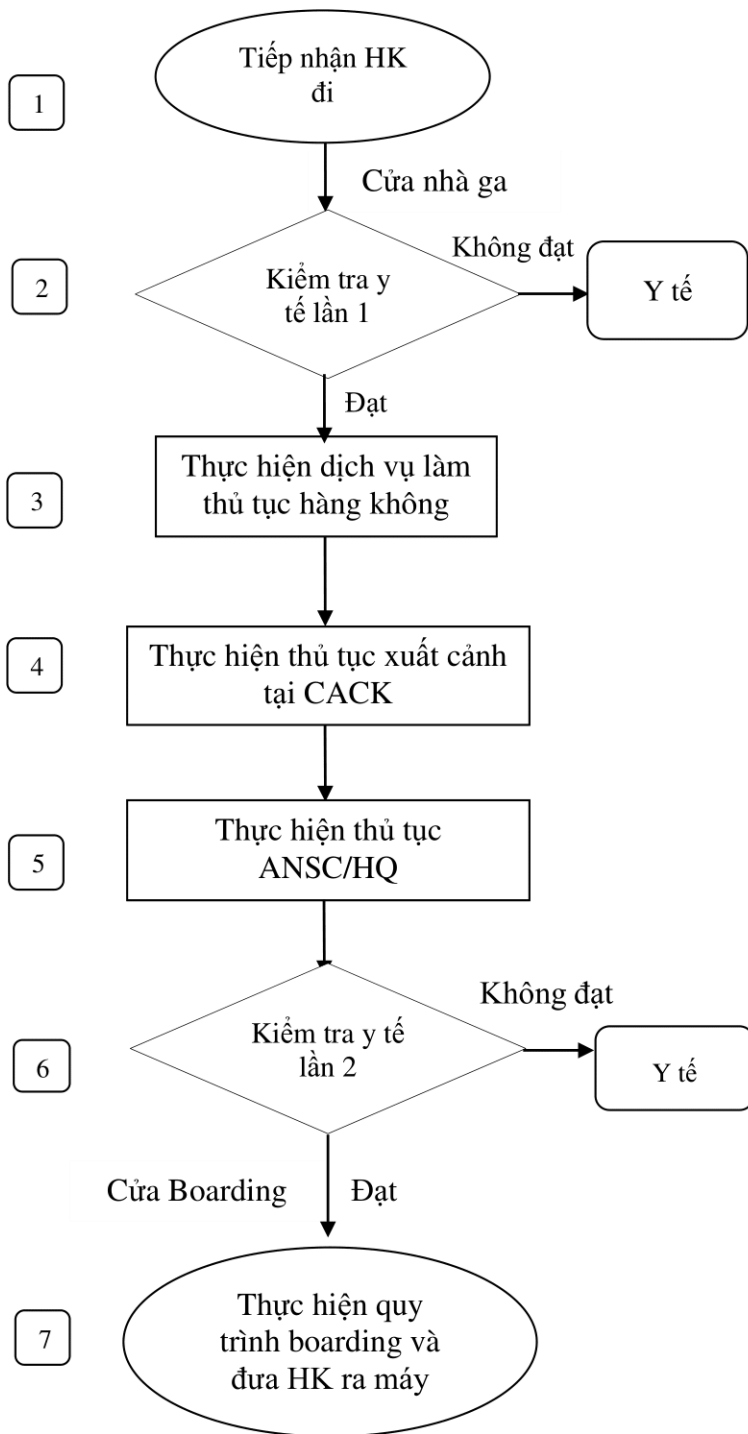 Tiếp nhận HK
đi
1
Cửa nhà ga
Không đạt
2
Kiểm tra y
tế lần 1
Y tế
Đạt
3
Thực hiện dịch vụ làm
thủ tục hàng không
4
Thực hiện thủ tục xuất cảnh
tại CACK
5
Thực hiện thủ tục
ANSC/HQ
Không đạt
6
Kiểm tra y tế
lần 2
Y tế
Cửa Boarding
Đạt
7
Thực hiện quy
trình boarding và
đưa HK ra máy